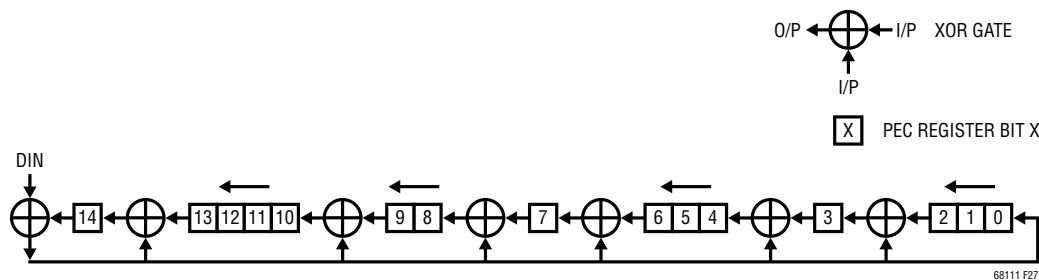 O/P I/P XOR GATE
I/P
X PEC REGISTER BIT X
DIN
14 13 12 11 10 9 8 7 6 5 4 3 2 1 0
68111 F27